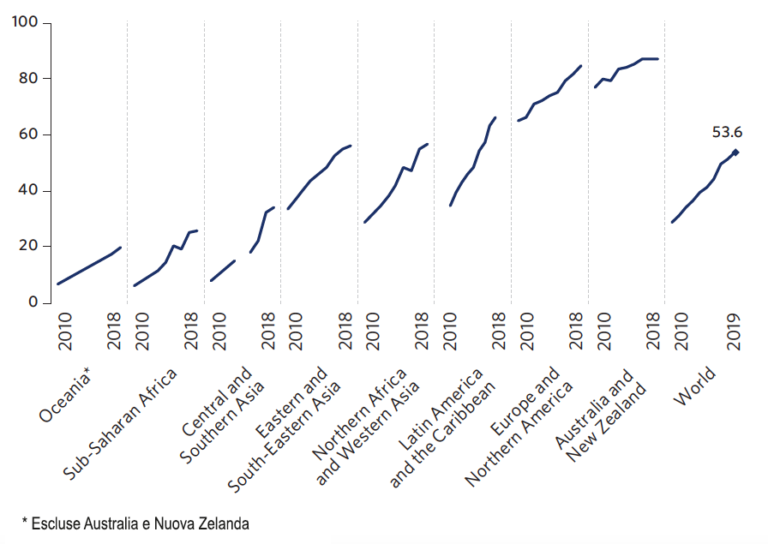 100
80
60
40
20
0
53.6
2010
2018
2010
2018
2010
2018
2010
2018
2010
2018
2010
2018
2010
2018
2010
2018
2010
2019
Oceania*
Sub-Saharan Africa
Central and
Southern Asia
Eastern and
South-Eastern Asia
Northern Africa
and Western Asia
Latin America
and the Caribbean
Europe and
Northern America
Australia and
New Zealand
World
* Escluse Australia e Nuova Zelanda